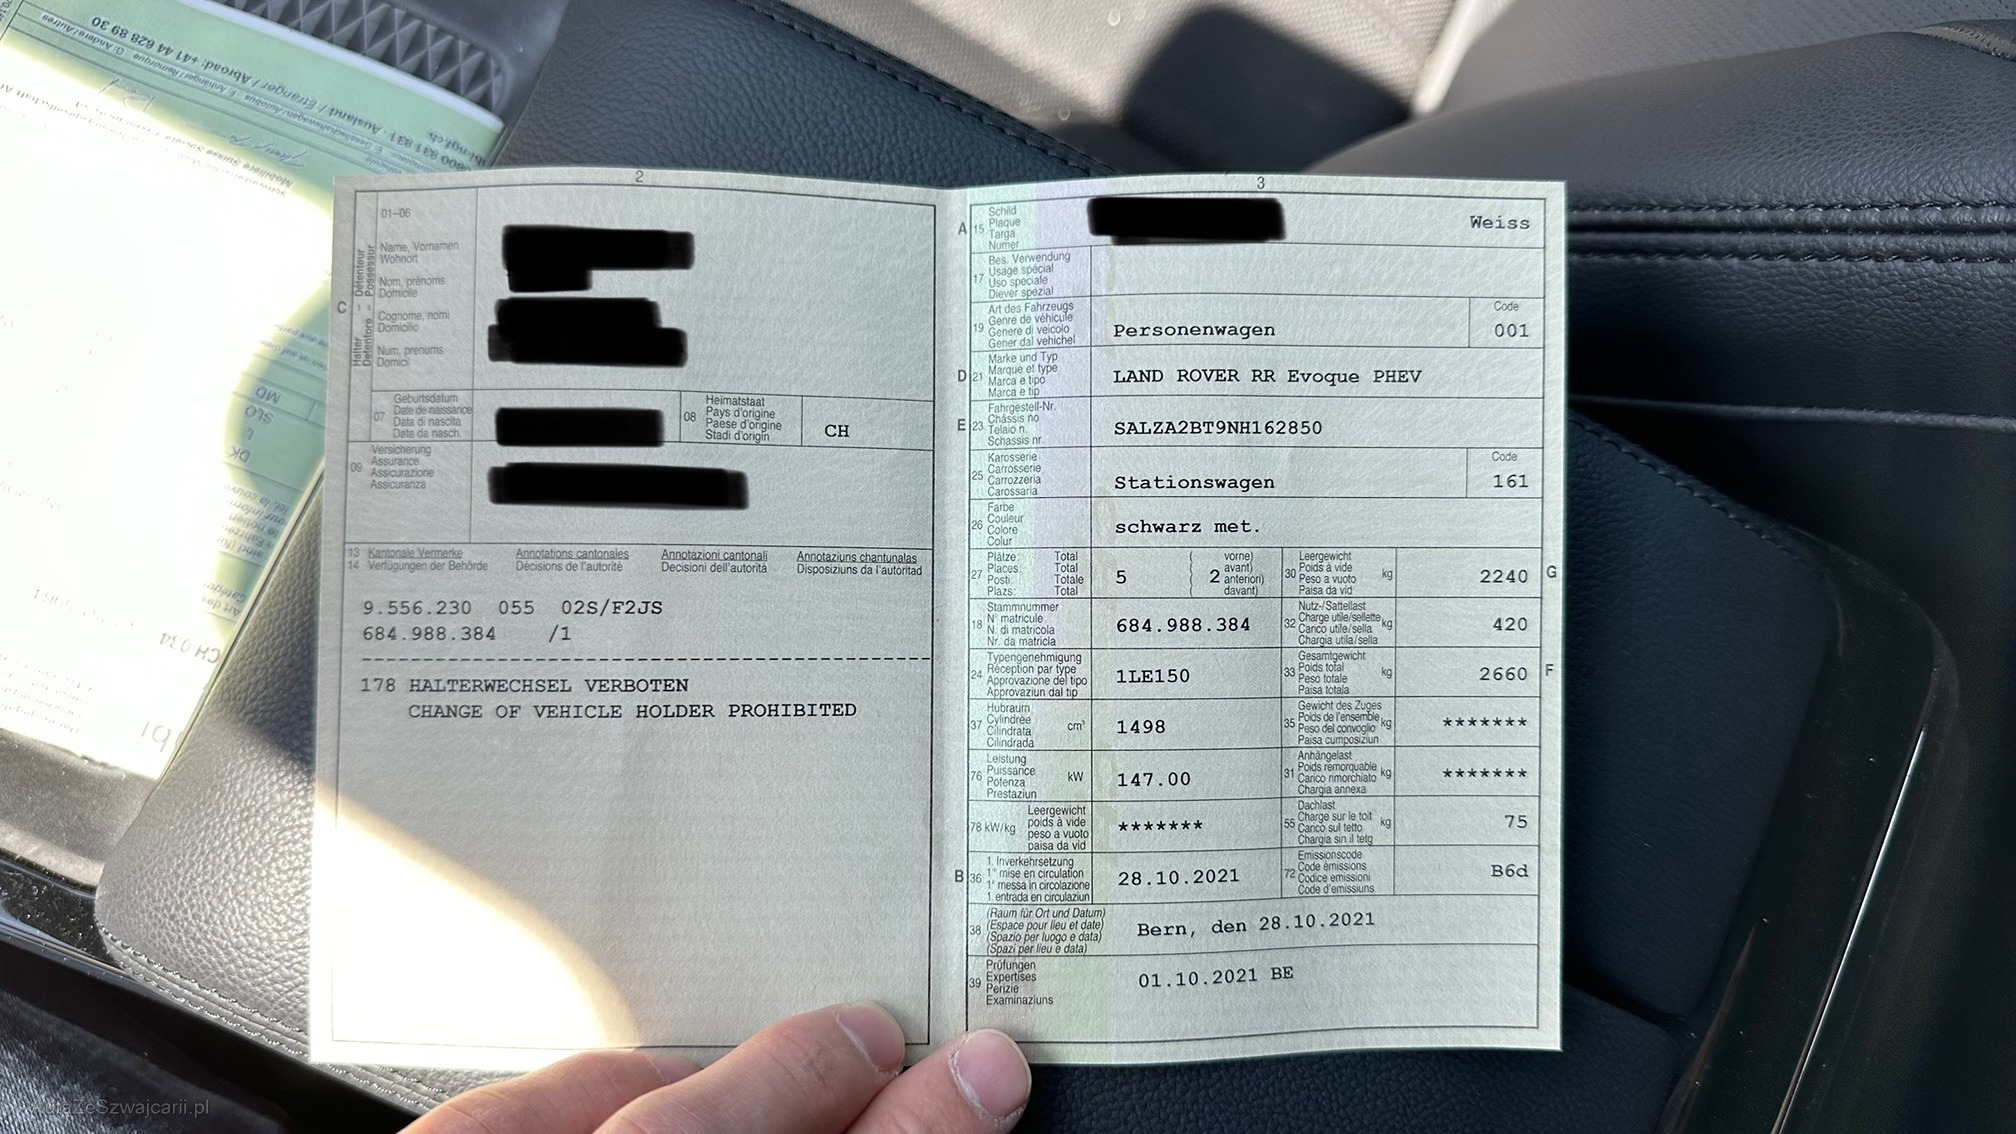 +41 44 628 89 30
2
01-06
Name, Vornamen
Wohnort
Nom, prénoms
Domicile
Cognome, nomi
Domicilio
Num, prenums
Domicil
C
Halter – Détenteur
Detentore – Possessur
07
Geburtsdatum
Date de naissance
Data di nascita
Data da nasch.
08
Heimatstaat
Pays d'origine
Paese d'origine
Stadi d'origin
CH
09
Versicherung
Assurance
Assicurazione
Assicuranza
13 Kantonale Vermerke Annotations cantonales Annotazioni cantonali Annotaziuns chantunalas
14 Verfügungen der Behörde Décisions de l'autorité Decisioni dell'autorità Disposiziuns da l'autoritad
9.556.230 055 02S/F2JS
684.988.384 /1
178 HALTERWECHSEL VERBOTEN
CHANGE OF VEHICLE HOLDER PROHIBITED
3
A 15
Schild
Plaque
Targa
Numer
Weiss
17
Bes. Verwendung
Usage spécial
Uso speciale
Diever spezial
19
Art des Fahrzeugs
Genre de véhicule
Genere di veicolo
Gener dal vehichel
Personenwagen
Code
001
D 21
Marke und Typ
Marque et type
Marca e tipo
Marca e tip
LAND ROVER RR Evoque PHEV
E 23
Fahrgestell-Nr.
Châssis no
Telaio n.
Schassis nr.
SALZA2BT9NH162850
25
Karosserie
Carrosserie
Carrozzeria
Carossaria
Stationswagen
Code
161
26
Farbe
Couleur
Colore
Colur
schwarz met.
27
Plätze: Total
Places: Total
Posti: Totale
Plazs: Total
5
( vorne)
( avant)
( 2 anteriori)
( davant)
30
Leergewicht
Poids à vide
Peso a vuoto
Paisa da vid
kg
2240
G
18
Stammnummer
N° matricule
N. di matricola
Nr. da matricla
684.988.384
32
Nutz-/Sattellast
Charge utile/sellette
Carico utile/sella
Chargia utila/sella
kg
420
24
Typengenehmigung
Réception par type
Approvazione del tipo
Approvaziun dal tip
1LE150
33
Gesamtgewicht
Poids total
Peso totale
Paisa totala
kg
2660
F
37
Hubraum
Cylindrée
Cilindrata
Cilindrada
cm³
1498
35
Gewicht des Zuges
Poids de l'ensemble
Peso del convoglio
Paisa cumposiziun
kg
*******
76
Leistung
Puissance
Potenza
Prestaziun
kW
147.00
31
Anhängelast
Poids remorquable
Carico rimorchiato
Chargia annexa
kg
*******
78 kW/kg
Leergewicht
poids à vide
peso a vuoto
paisa da vid
*******
55
Dachlast
Charge sur le toit
Carico sul tetto
Chargia sin il tetg
kg
75
B 36
1. Inverkehrsetzung
1re mise en circulation
1a messa in circolazione
1. entrada en circulaziun
28.10.2021
72
Emissionscode
Code émissions
Codice emissioni
Code d'emissiuns
B6d
38
(Raum für Ort und Datum)
(Espace pour lieu et date)
(Spazio per luogo e data)
(Spazi per lieu e data)
Bern, den 28.10.2021
39
Prüfungen
Expertises
Perizie
Examinaziuns
01.10.2021 BE
AutaZeSzwajcarii.pl